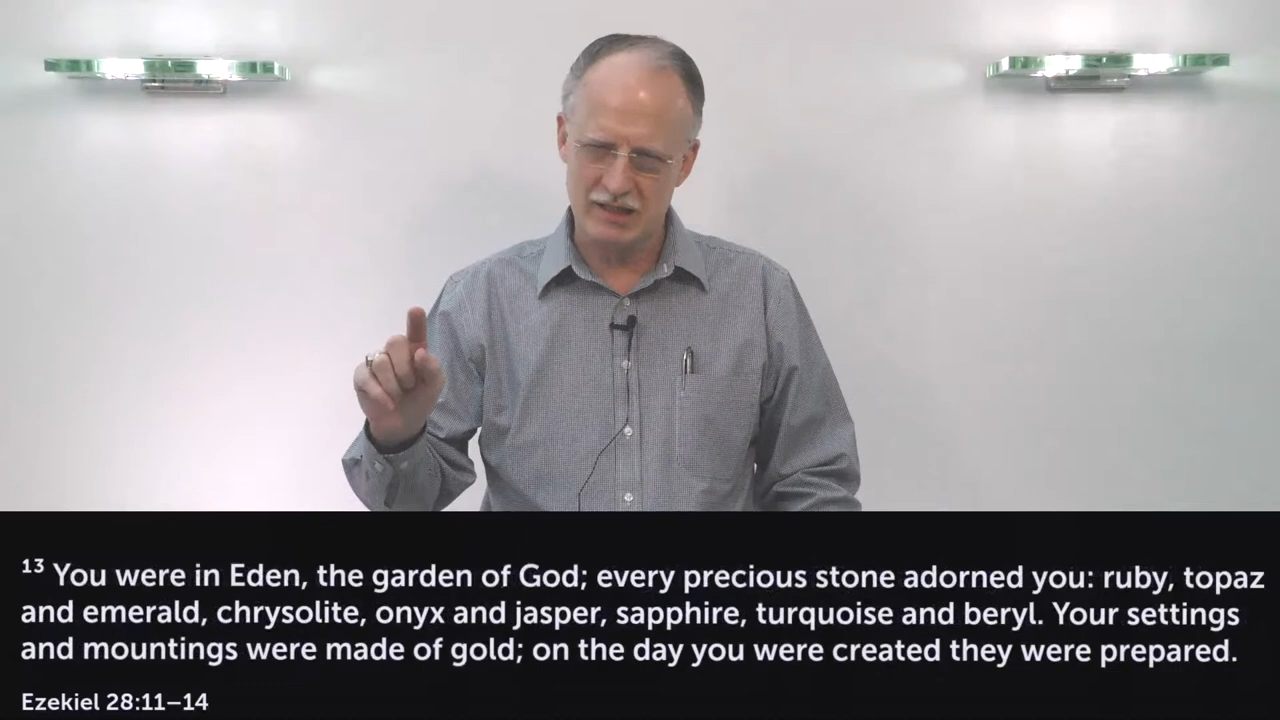 13 You were in Eden, the garden of God; every precious stone adorned you: ruby, topaz
and emerald, chrysolite, onyx and jasper, sapphire, turquoise and beryl. Your settings
and mountings were made of gold; on the day you were created they were prepared.
Ezekiel 28:11–14